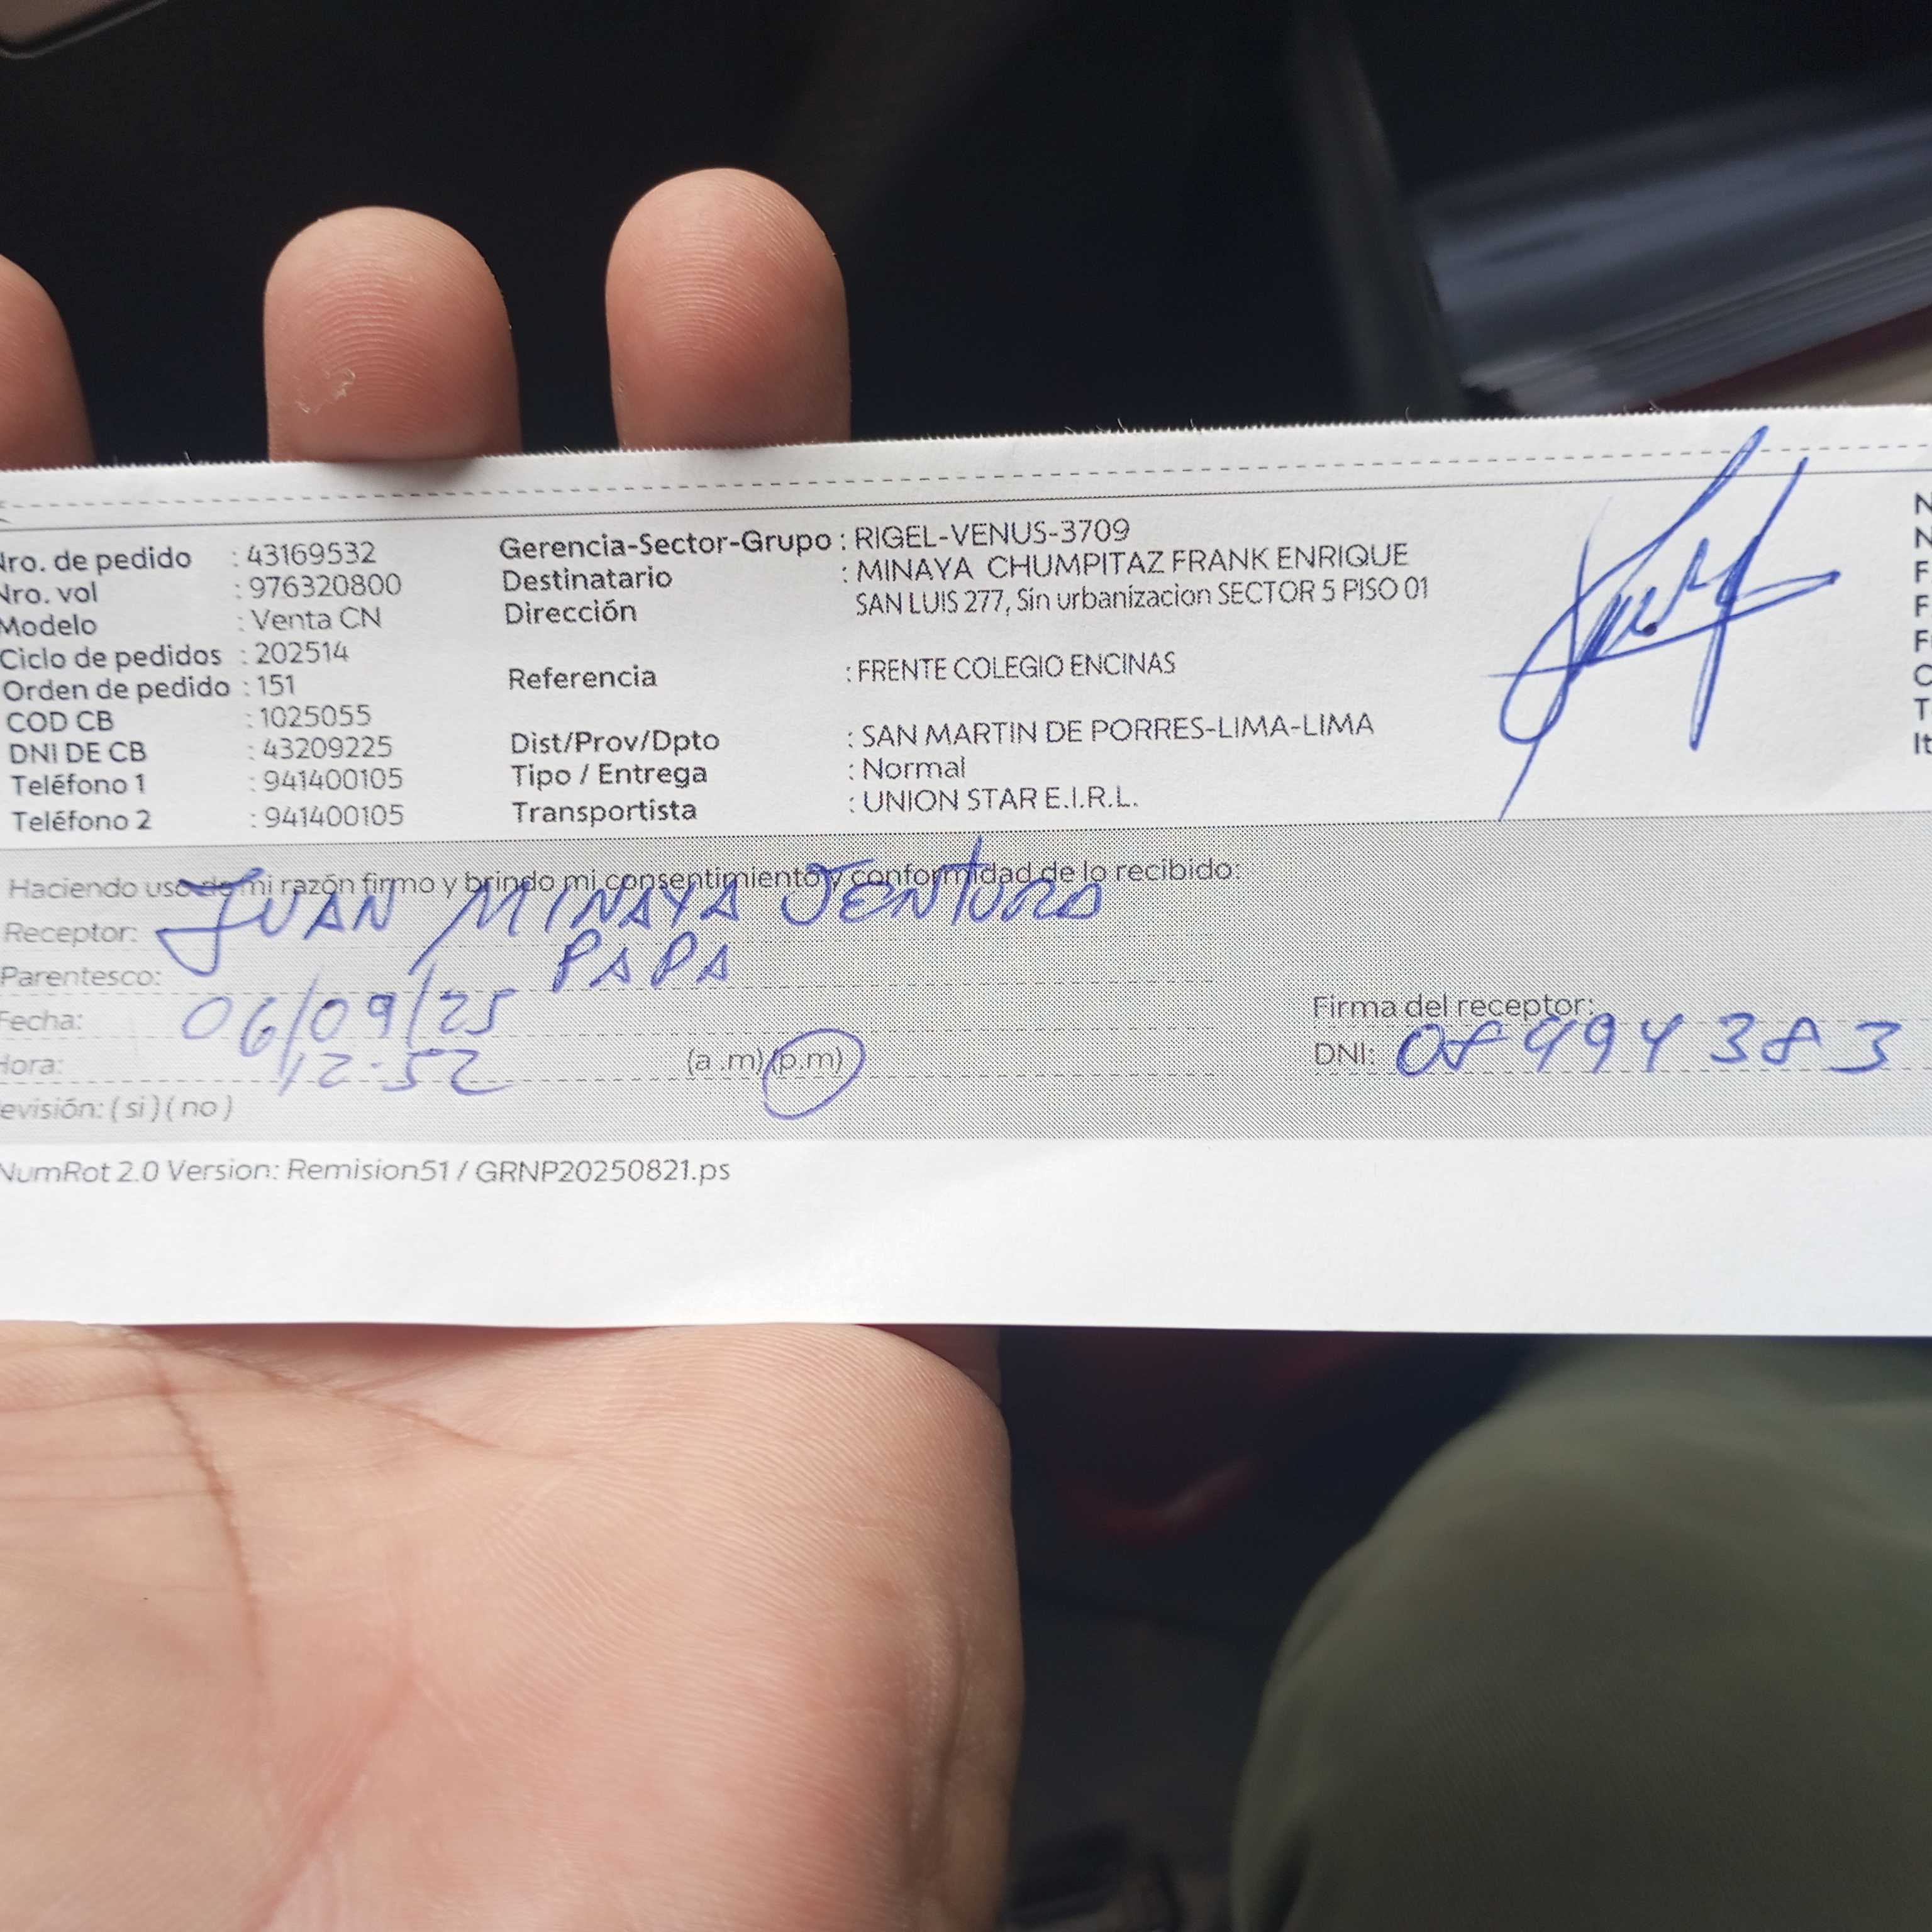 Nro. de pedido : 43169532
Nro. vol : 976320800
Modelo : Venta CN
Ciclo de pedidos : 202514
Orden de pedido : 151
COD CB : 1025055
DNI DE CB : 43209225
Teléfono 1 : 941400105
Teléfono 2 : 941400105
Gerencia-Sector-Grupo : RIGEL-VENUS-3709
Destinatario : MINAYA CHUMPITAZ FRANK ENRIQUE
Dirección SAN LUIS 277, Sin urbanizacion SECTOR 5 PISO 01
Referencia : FRENTE COLEGIO ENCINAS
Dist/Prov/Dpto : SAN MARTIN DE PORRES-LIMA-LIMA
Tipo / Entrega : Normal
Transportista : UNION STAR E.I.R.L.
Haciendo uso de mi razón firmo y brindo mi consentimiento y conformidad de lo recibido:
Receptor: JUAN MINAYA VENTURA
Parentesco: PAPA
Fecha: 06/09/25
Hora: 12-52 (a .m)/(p.m)
evisión: ( si ) ( no )
Firma del receptor:
DNI: 08994383
NumRot 2.0 Version: Remision51 / GRNP20250821.ps